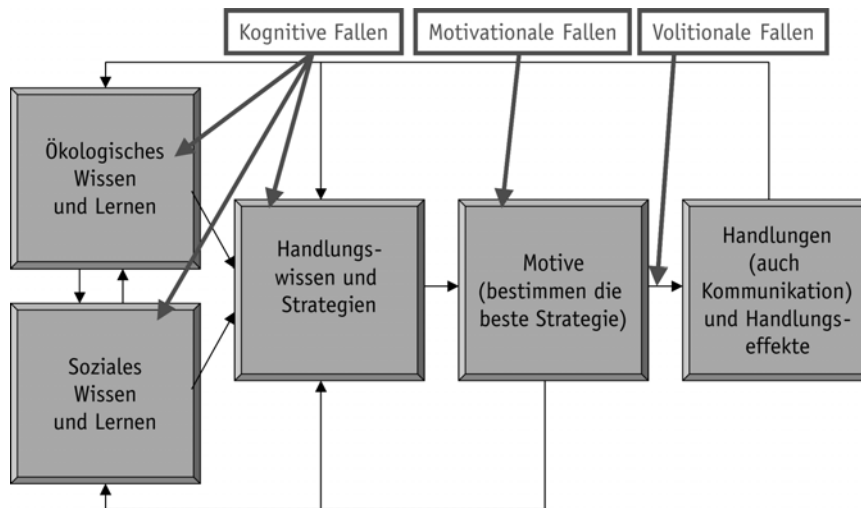 Kognitive Fallen
Motivationale Fallen
Volitionale Fallen
Ökologisches
Wissen
und Lernen
Handlungs-
wissen und
Strategien
Motive
(bestimmen die
beste Strategie)
Handlungen
(auch
Kommunikation)
und Handlungs-
effekte
Soziales
Wissen
und Lernen